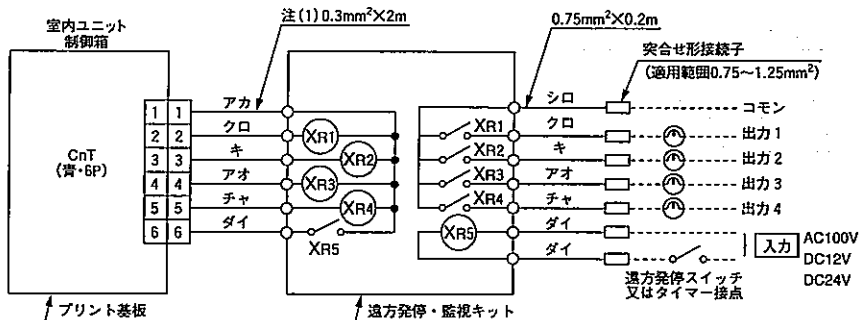 室内ユニット
制御箱
注(1)0.3mm²×2m
0.75mm²×0.2m
突合せ形接続子
(適用範囲0.75~1.25mm²)
CnT
(青・6P)
1 1 アカ
2 2 クロ
3 3 キ
4 4 アオ
5 5 チャ
6 6 ダイ
XR1
XR2
XR3
XR4
XR5
XR1
XR2
XR3
XR4
XR5
シロ コモン
クロ 出力1
キ 出力2
アオ 出力3
チャ 出力4
ダイ
ダイ
入力
AC100V
DC12V
DC24V
遠方発停スイッチ
又はタイマー接点
プリント基板
遠方発停・監視キット